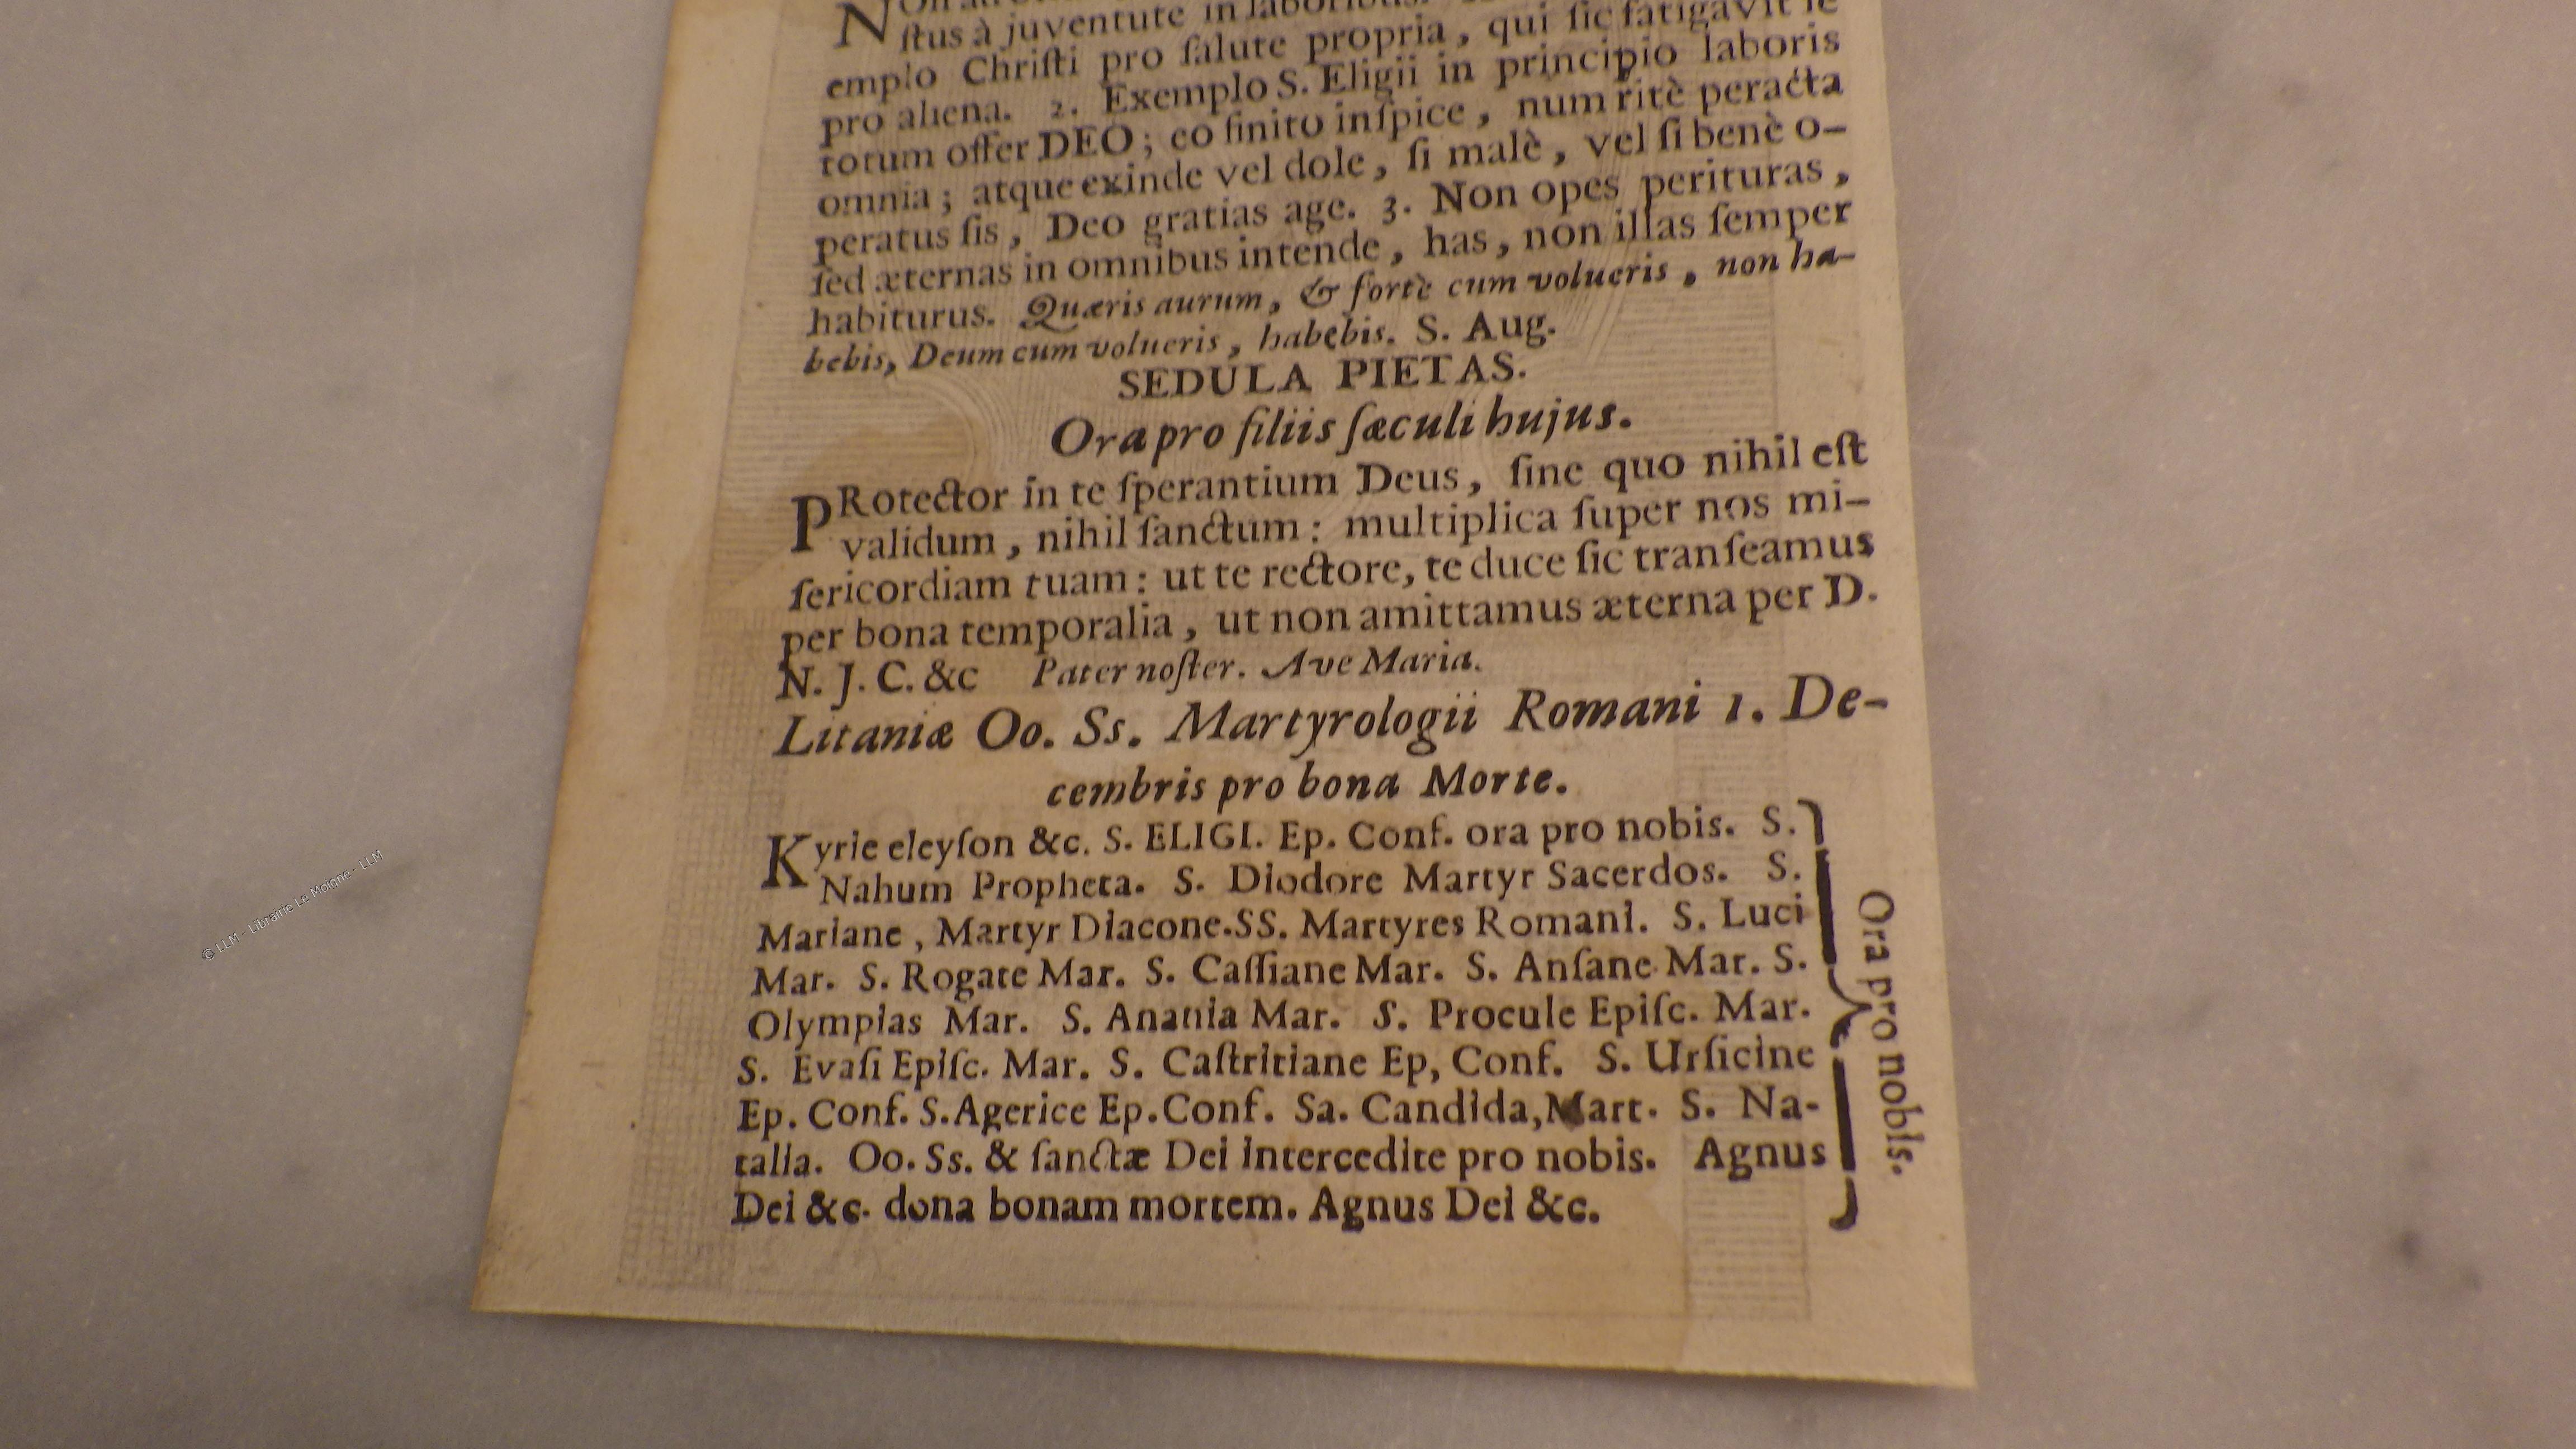 ſtus à juventute in laboribus.
emplo Chriſti pro ſalute propria, qui ſic fatigavit ſe
pro aliena. 2. Exemplo S. Eligii in principio laboris
totum offer DEO; eo finito inſpice, num ritè peracta
omnia; atque exinde vel dole, ſi malè, vel ſi benè o-
peratus ſis, Deo gratias age. 3. Non opes perituras,
ſed æternas in omnibus intende, has, non illas ſemper
habiturus. Quæris aurum, & fortè cum volueris, non ha-
bebis, Deum cum volueris, habebis. S. Aug.
SEDULA PIETAS.
Ora pro filiis ſæculi hujus.
PRotector in te ſperantium Deus, ſine quo nihil eſt
validum, nihil ſanctum: multiplica ſuper nos mi-
ſericordiam tuam: ut te rectore, te duce ſic tranſeamus
per bona temporalia, ut non amittamus æterna per D.
N. J. C. &c Pater noſter. Ave Maria.
Litaniæ Oo. Ss. Martyrologii Romani 1. De-
cembris pro bona Morte.
Kyrie eleyſon &c. S. ELIGI. Ep. Conf. ora pro nobis. S.
Nahum Propheta. S. Diodore Martyr Sacerdos. S.
Mariane, Martyr Diacone.SS. Martyres Romani. S. Luci
Mar. S. Rogate Mar. S. Caſſiane Mar. S. Anſane Mar. S.
Olympias Mar. S. Anania Mar. S. Procule Epiſc. Mar.
S. Evaſi Epiſc. Mar. S. Caſtritiane Ep, Conf. S. Urſicine
Ep. Conf. S. Agerice Ep. Conf. Sa. Candida, Mart. S. Na-
talia. Oo. Ss. & ſanctæ Dei intercedite pro nobis. Agnus
Dei &c. dona bonam mortem. Agnus Dei &c.
Ora pro nobis.
© LLM - Librairie Le Moigne - LLM